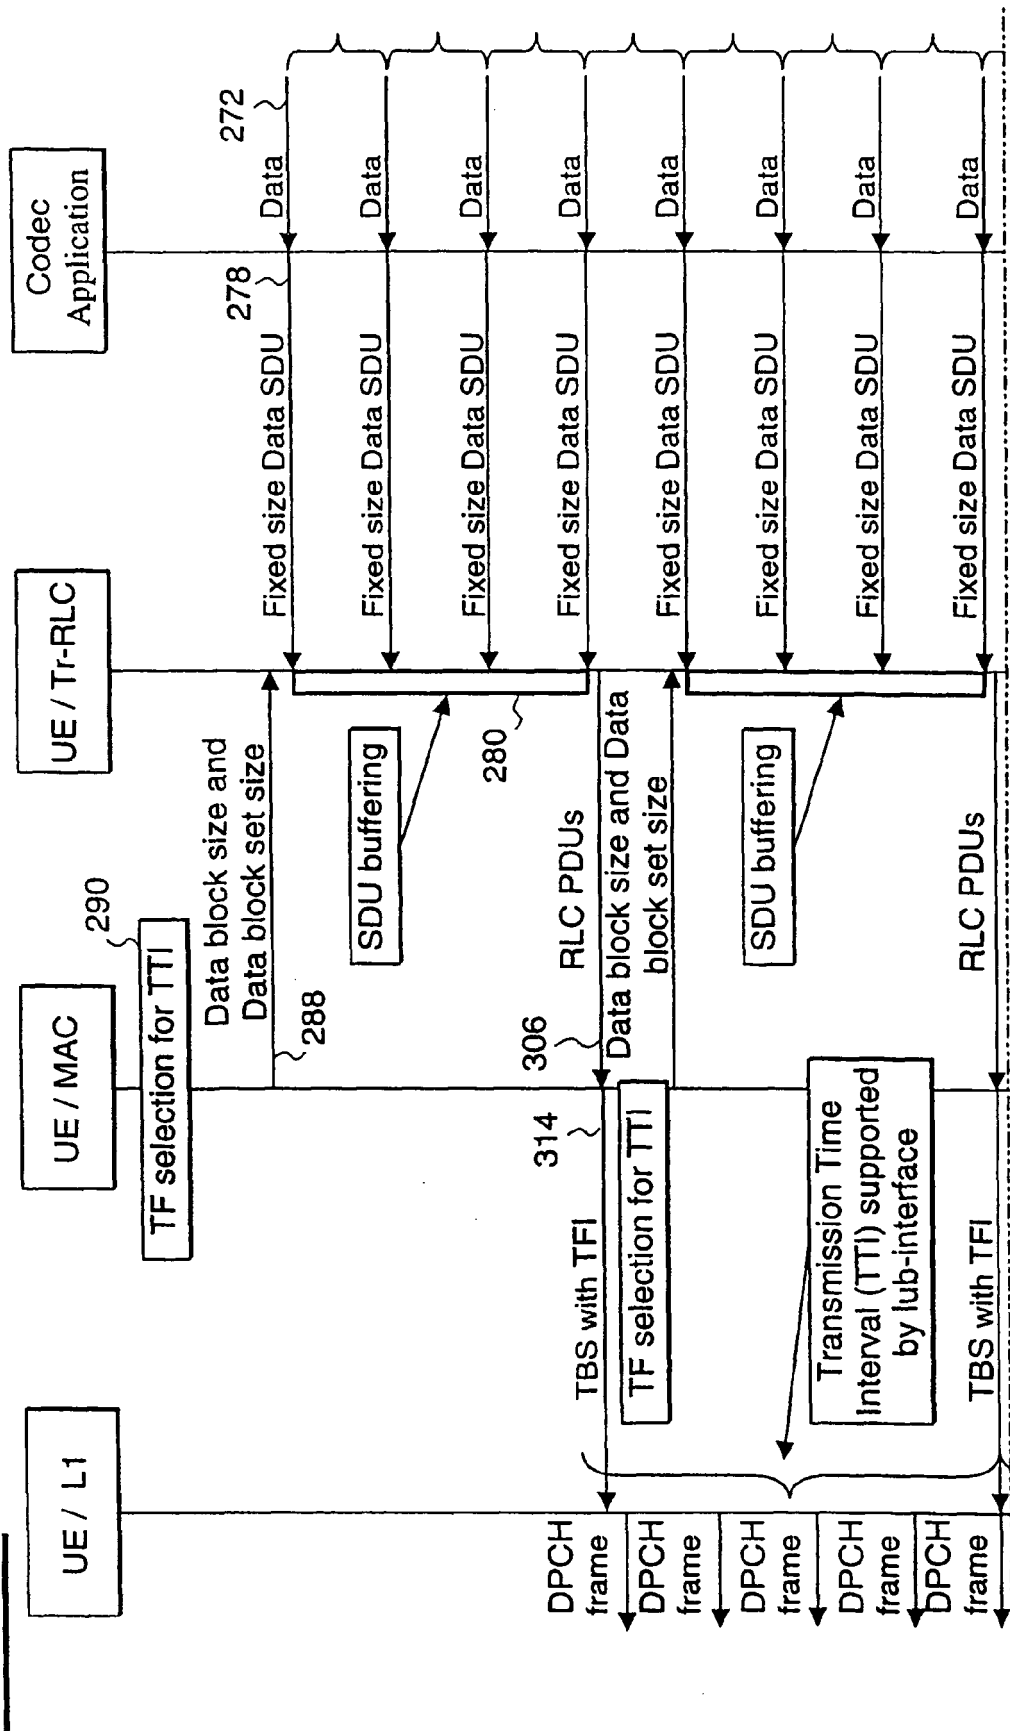 UE / L1
UE / MAC
UE / Tr-RLC
Codec
Application
290
TF selection for TTI
Data block size and
Data block set size
288
272
Data
278
Fixed size Data SDU
Data
Fixed size Data SDU
SDU buffering
Data
Fixed size Data SDU
280
Data
Fixed size Data SDU
RLC PDUs
306
314
TBS with TFI
DPCH
frame
Data block size and Data
block set size
TF selection for TTI
Data
Fixed size Data SDU
DPCH
frame
Data
Fixed size Data SDU
SDU buffering
Transmission Time
Interval (TTI) supported
by lub-interface
DPCH
frame
Data
Fixed size Data SDU
DPCH
frame
Data
Fixed size Data SDU
RLC PDUs
TBS with TFI
DPCH
frame